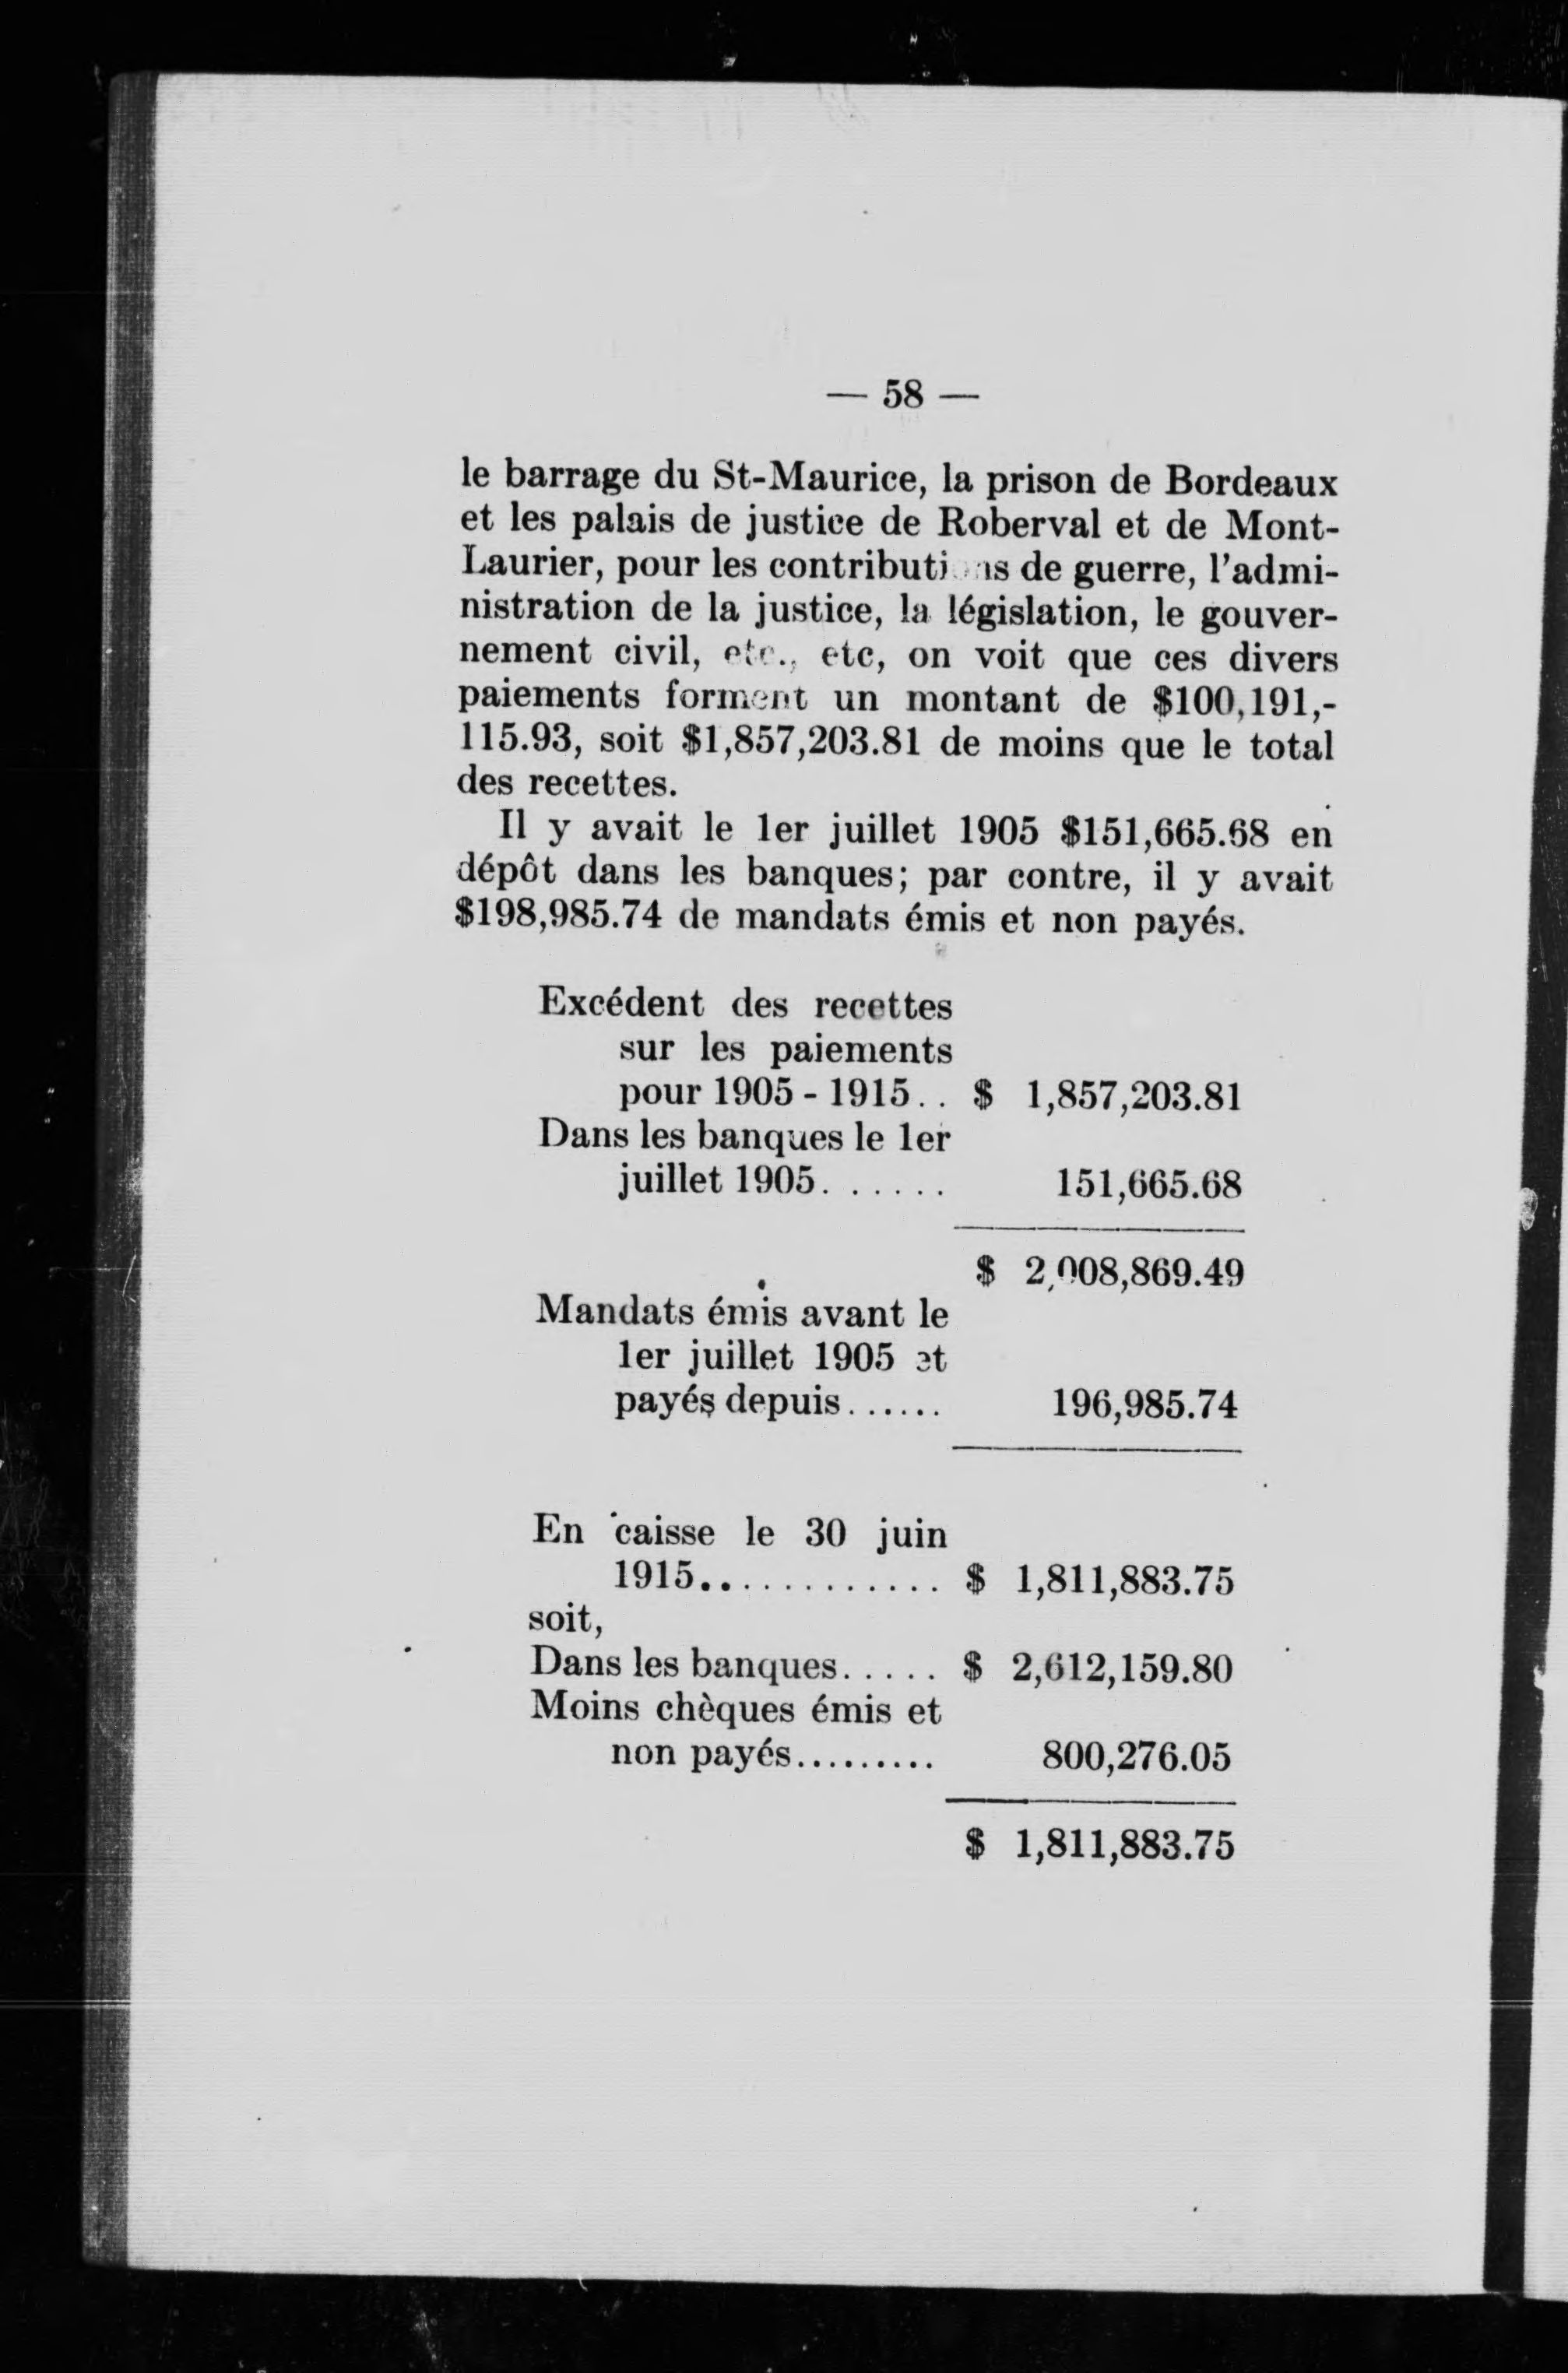 — 58 —
le barrage du St-Maurice, la prison de Bordeaux
et les palais de justice de Roberval et de Mont-
Laurier, pour les contributions de guerre, l'admi-
nistration de la justice, la législation, le gouver-
nement civil, etc., etc, on voit que ces divers
paiements forment un montant de $100,191,-
115.93, soit $1,857,203.81 de moins que le total
des recettes.
Il y avait le 1er juillet 1905 $151,665.68 en
dépôt dans les banques; par contre, il y avait
$198,985.74 de mandats émis et non payés.
Excédent des recettes
sur les paiements
pour 1905 - 1915.. $ 1,857,203.81
Dans les banques le 1er
juillet 1905....... 151,665.68
$ 2,008,869.49
Mandats émis avant le
1er juillet 1905 et
payés depuis...... 196,985.74
En caisse le 30 juin
1915............. $ 1,811,883.75
soit,
Dans les banques..... $ 2,612,159.80
Moins chèques émis et
non payés......... 800,276.05
$ 1,811,883.75